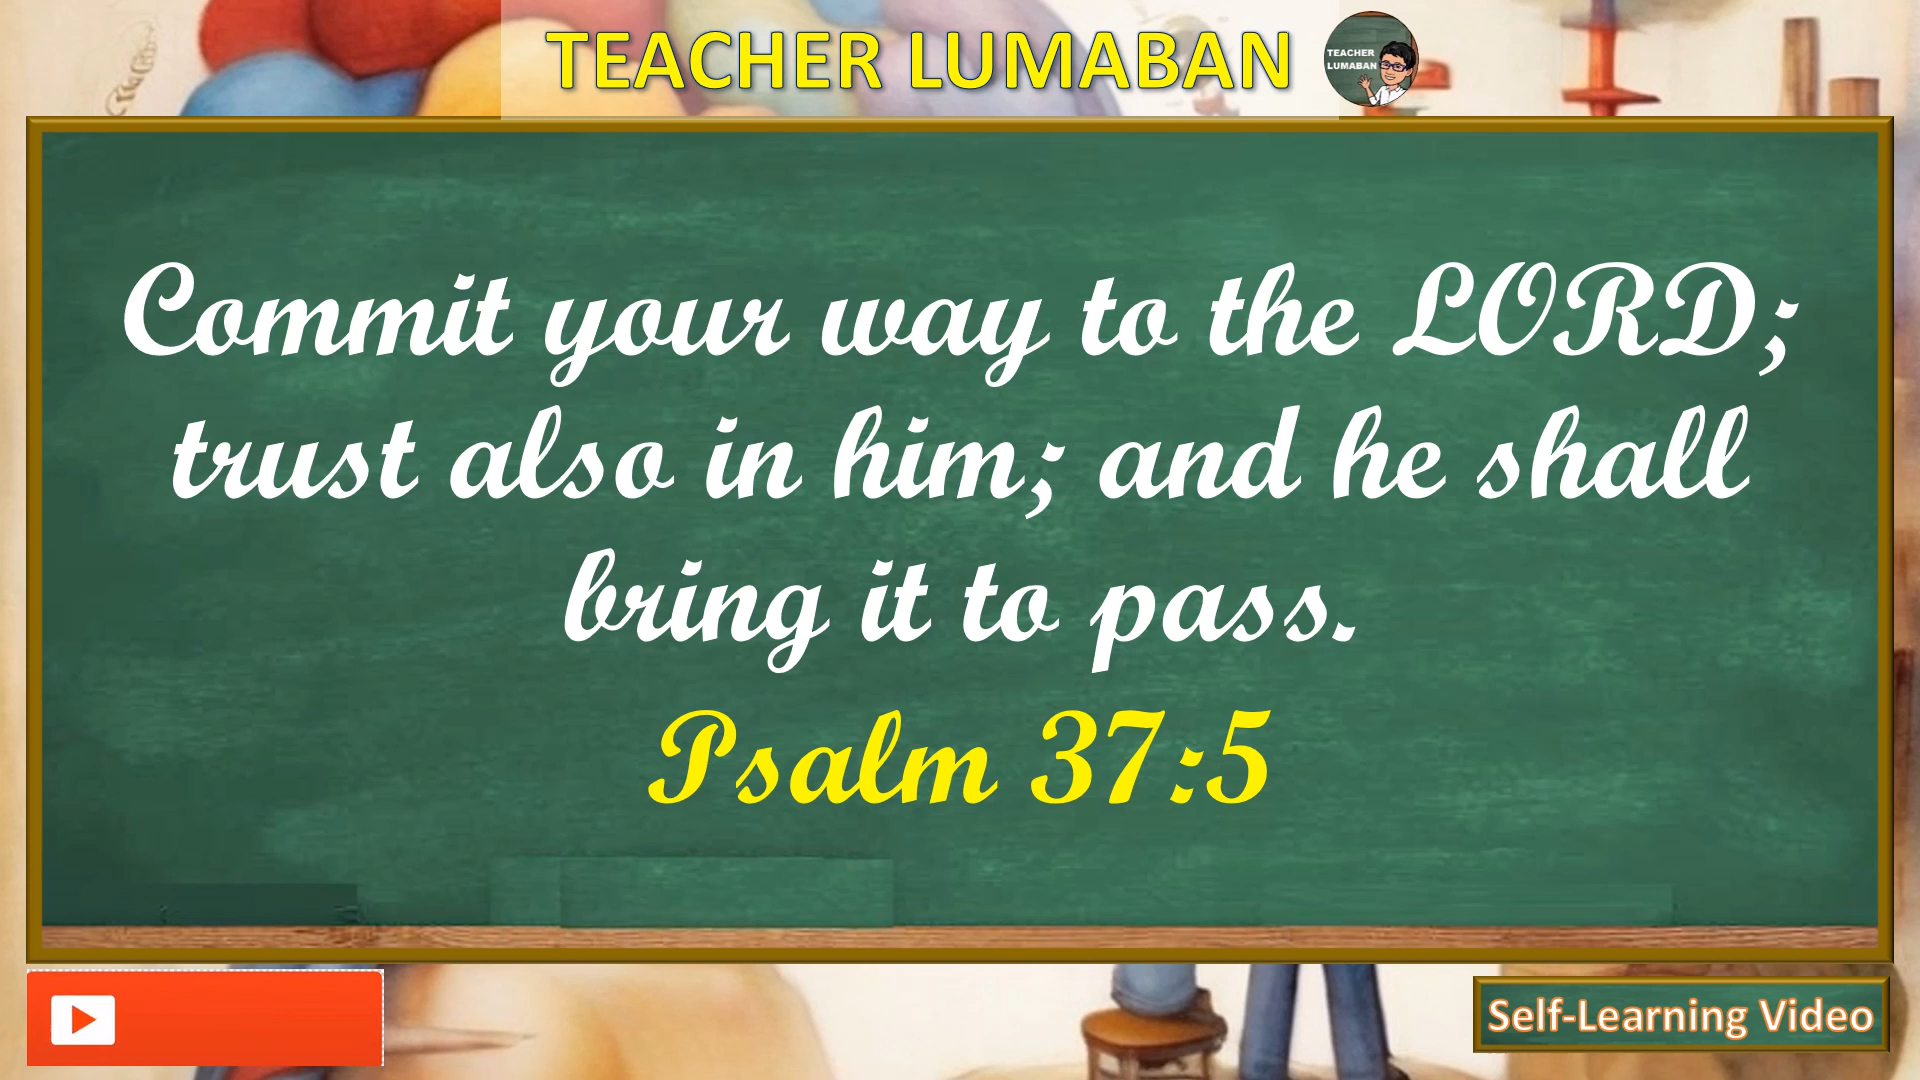 TEACHER LUMABAN
TEACHER
LUMABAN
Commit your way to the LORD;
trust also in him; and he shall
bring it to pass.
Psalm 37:5
Self-Learning Video